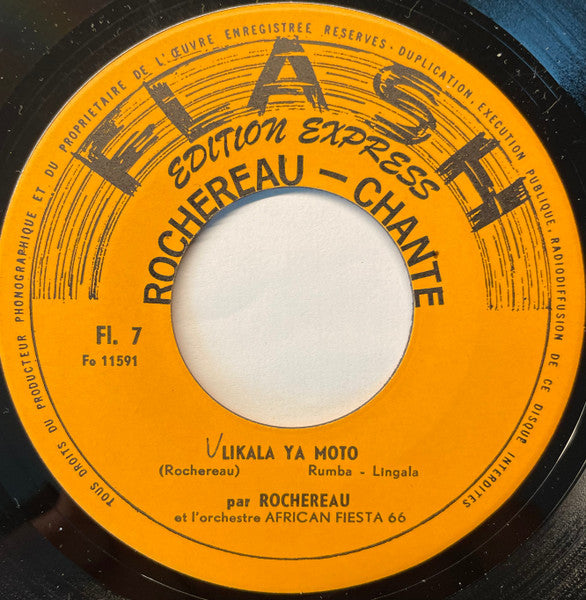 TOUS DROITS DU PRODUCTEUR PHONOGRAPHIQUE ET DU PROPRIETAIRE DE L'ŒUVRE ENREGISTREE RESERVES - DUPLICATION, EXECUTION PUBLIQUE, RADIODIFFUSION DE CE DISQUE INTERDITES
FLASH
EDITION EXPRESS
ROCHEREAU - CHANTE
Fl. 7
Fe 11591
LIKALA YA MOTO
(Rochereau) Rumba - Lingala
par ROCHEREAU
et l'orchestre AFRICAN FIESTA 66